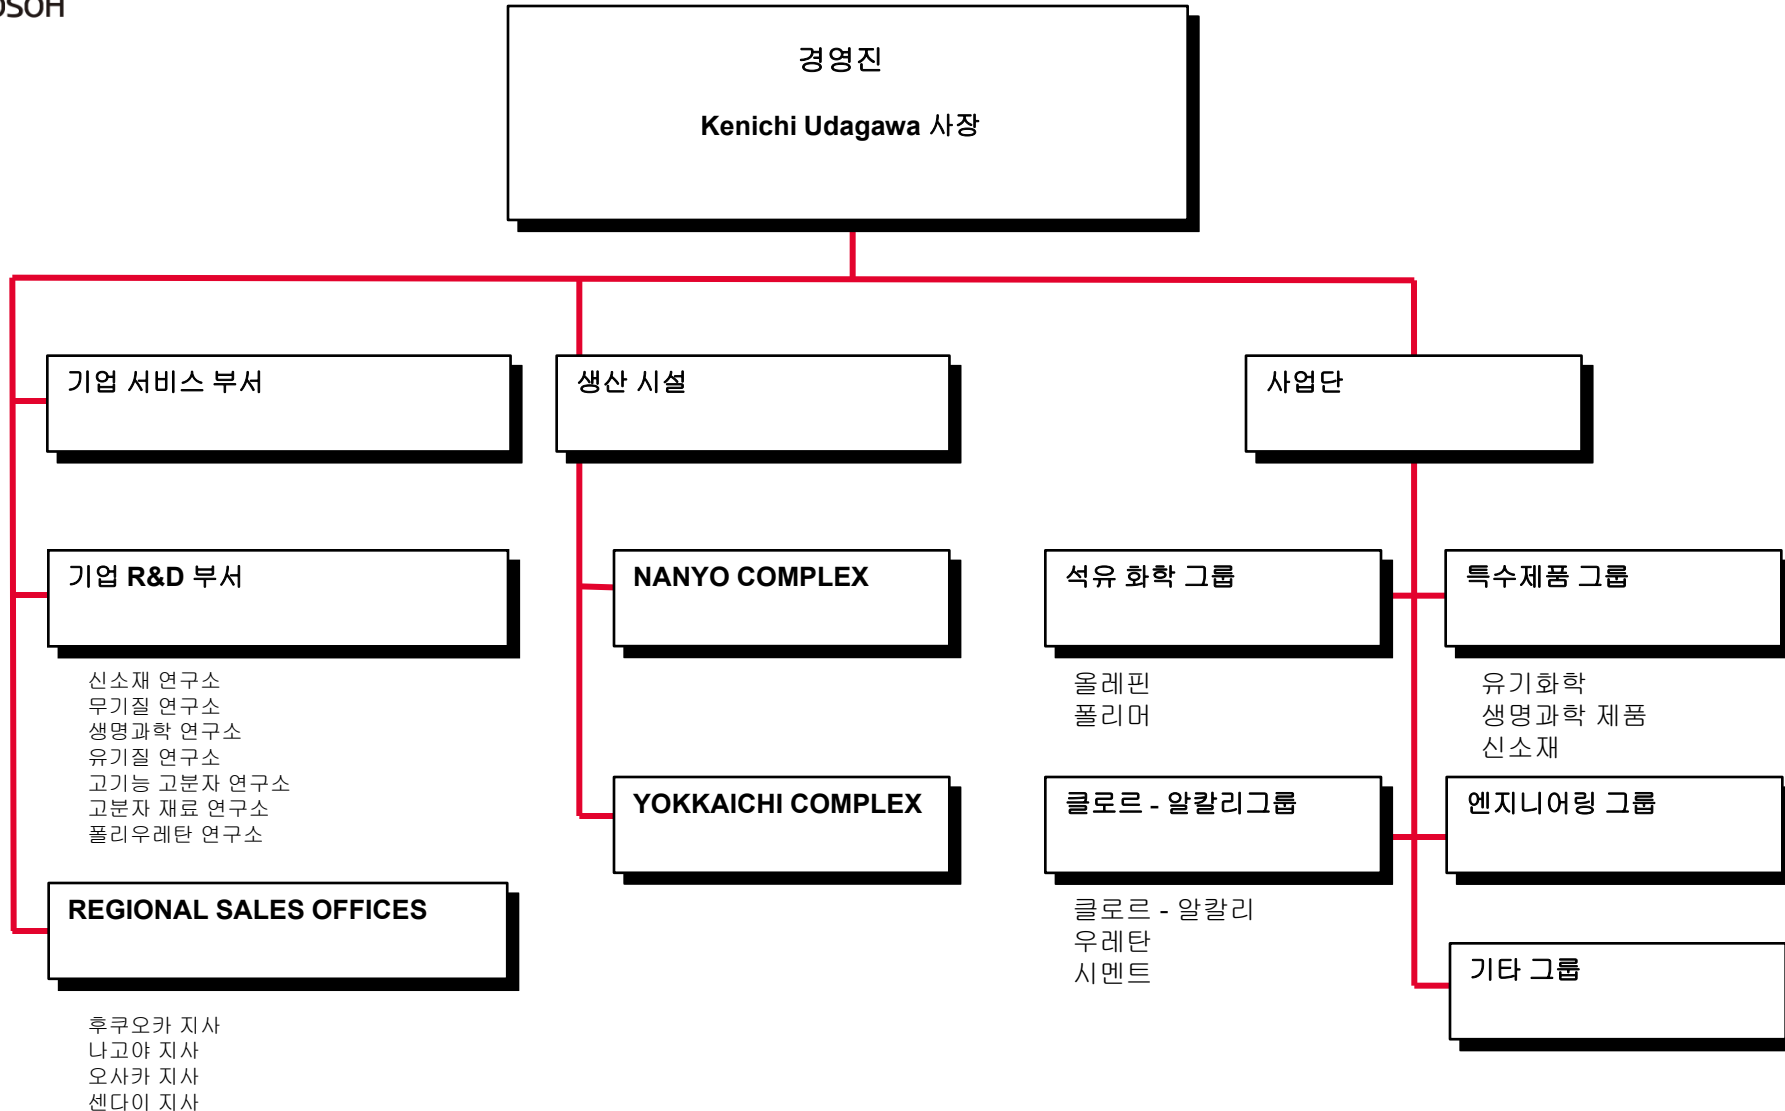 경영진
Kenichi Udagawa 사장
기업 서비스 부서
생산 시설
사업단
기업 R&D 부서
신소재 연구소
무기질 연구소
생명과학 연구소
유기질 연구소
고기능 고분자 연구소
고분자 재료 연구소
폴리우레탄 연구소
NANYO COMPLEX
석유 화학 그룹
올레핀
폴리머
특수제품 그룹
유기화학
생명과학 제품
신소재
YOKKAICHI COMPLEX
클로르 - 알칼리그룹
클로르 - 알칼리
우레탄
시멘트
엔지니어링 그룹
REGIONAL SALES OFFICES
후쿠오카 지사
나고야 지사
오사카 지사
센다이 지사
기타 그룹